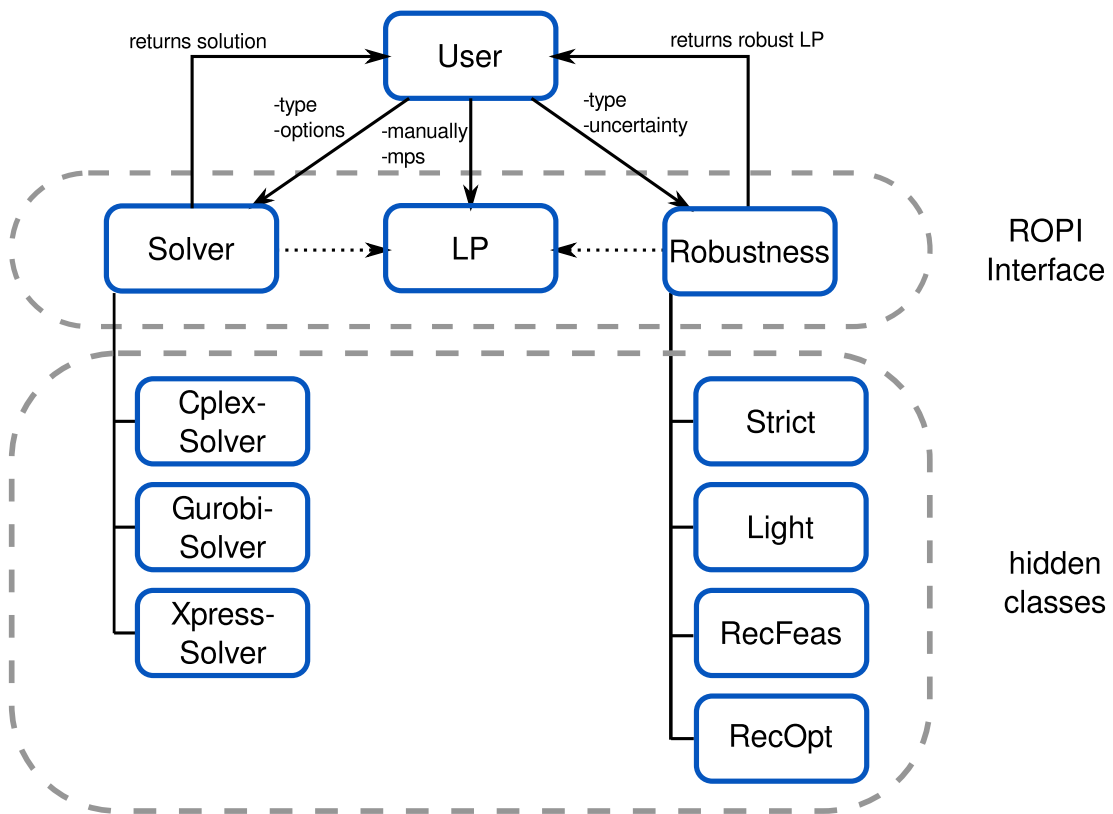 returns solution
User
returns robust LP
-type
-options
-manually
-mps
-type
-uncertainty
Solver
LP
Robustness
ROPI
Interface
Cplex-
Solver
Gurobi-
Solver
Xpress-
Solver
Strict
Light
RecFeas
RecOpt
hidden
classes